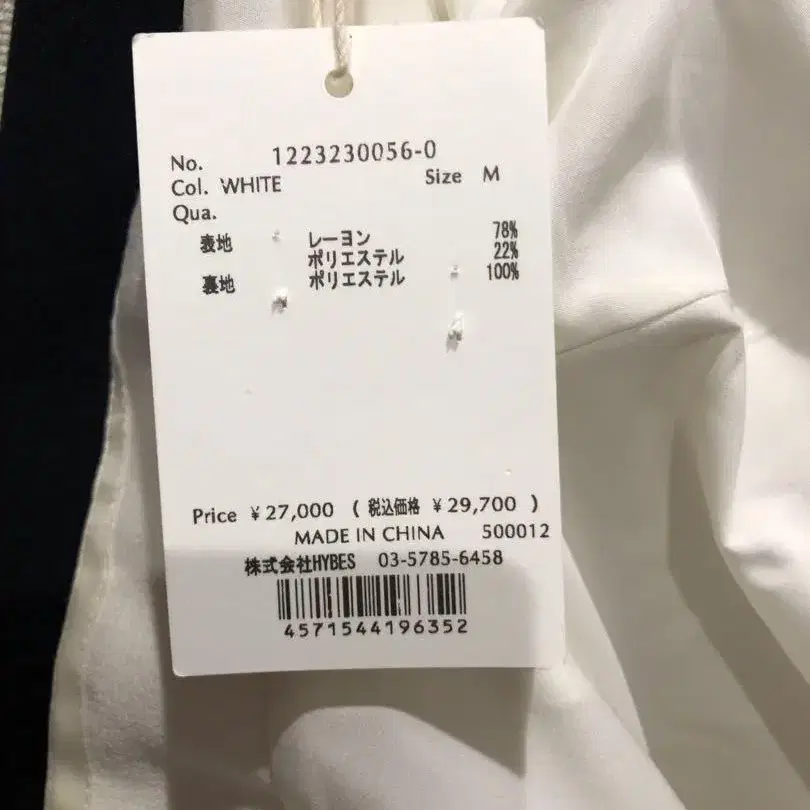 No. 1223230056-0
Col. WHITE Size M
Qua.
表地 レーヨン 78%
ポリエステル 22%
裏地 ポリエステル 100%
Price ¥27,000 ( 税込価格 ¥29,700 )
MADE IN CHINA 500012
株式会社HYBES 03-5785-6458
4571544196352